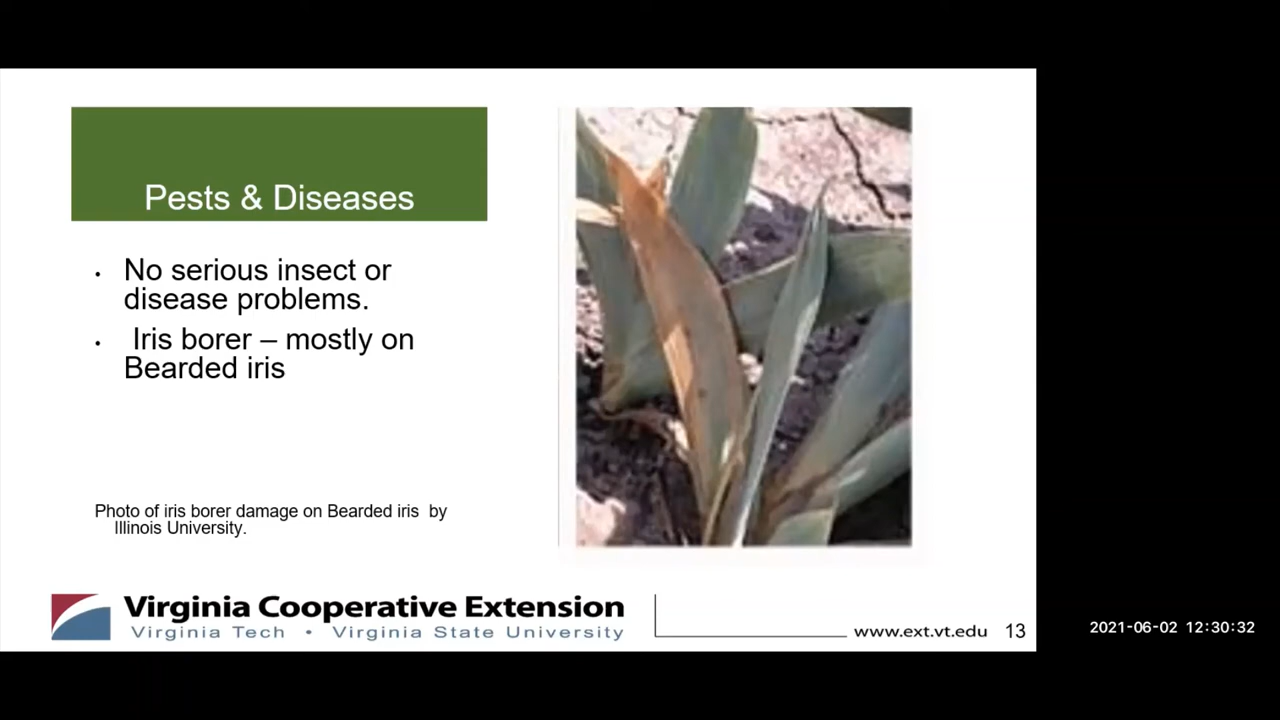 Pests & Diseases
• No serious insect or
disease problems.
• Iris borer – mostly on
Bearded iris
Photo of iris borer damage on Bearded iris by
Illinois University.
Virginia Cooperative Extension
Virginia Tech • Virginia State University
www.ext.vt.edu 13
2021-06-02 12:30:32